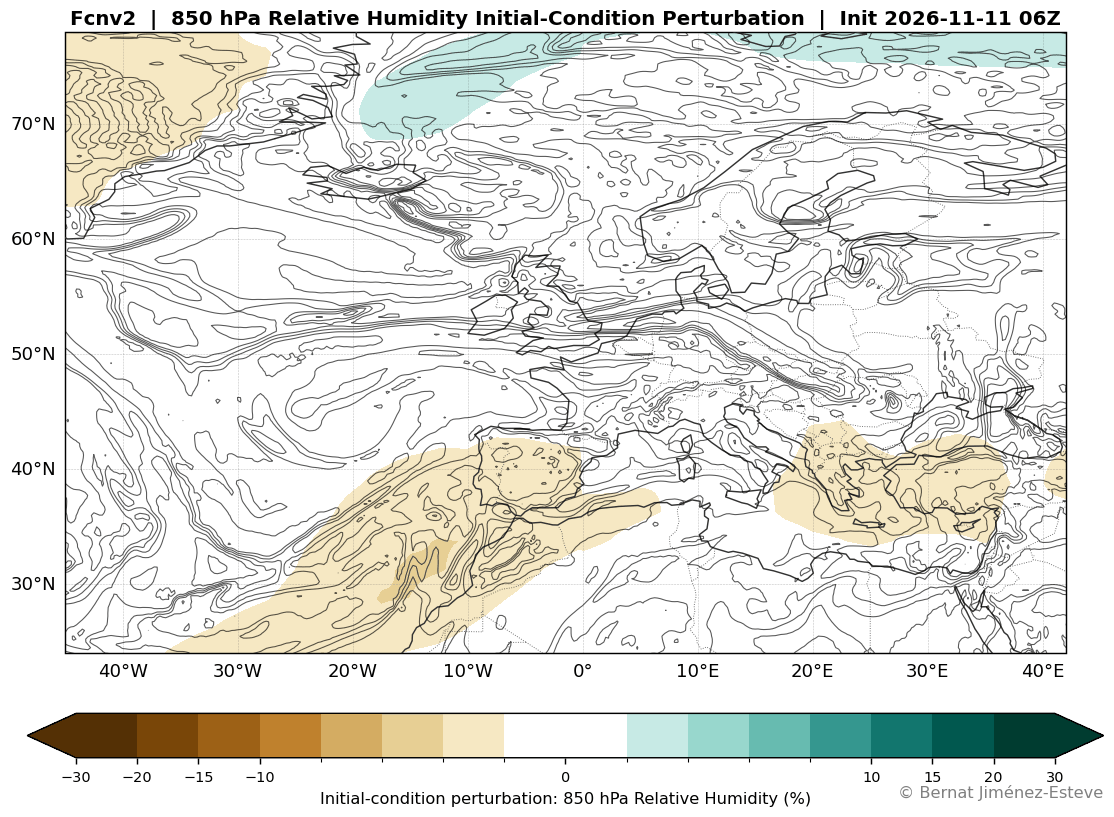 Fcnv2 | 850 hPa Relative Humidity Initial-Condition Perturbation | Init 2026-11-11 06Z
70°N
60°N
50°N
40°N
30°N
40°W 30°W 20°W 10°W 0° 10°E 20°E 30°E 40°E
−30 −20 −15 −10 0 10 15 20 30
Initial-condition perturbation: 850 hPa Relative Humidity (%)
© Bernat Jiménez-Esteve